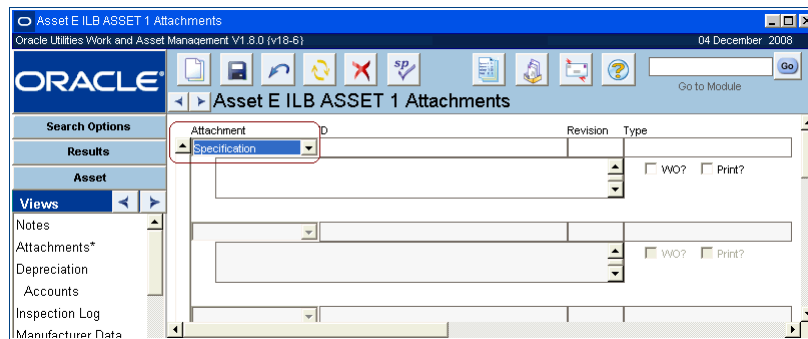 Asset E ILB ASSET 1 Attachments
Oracle Utilities Work and Asset Management V1.8.0 (v18-6) 04 December 2008
ORACLE
sp
Go
Go to Module
Asset E ILB ASSET 1 Attachments
Search Options
Results
Asset
Views
Notes
Attachments*
Depreciation
Accounts
Inspection Log
Manufacturer Data
Attachment ID Revision Type
Specification
WO? Print?
WO? Print?